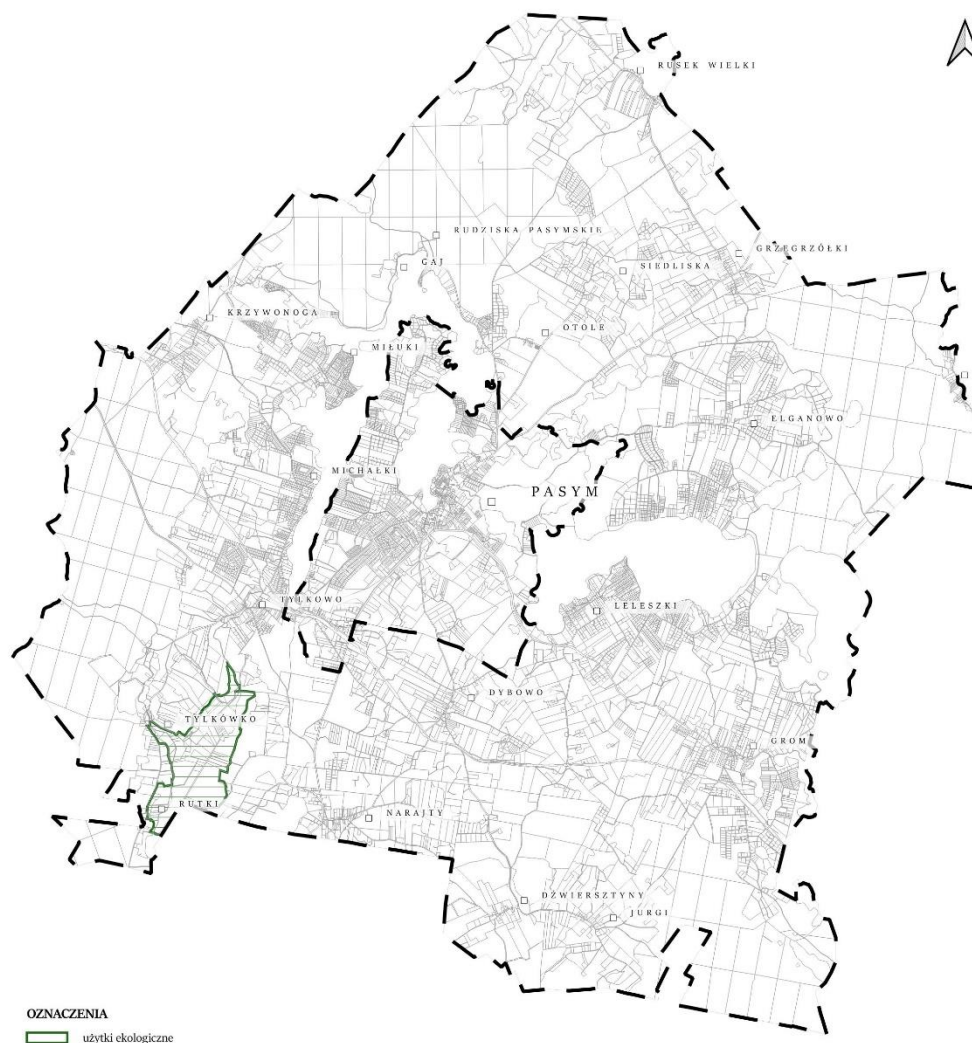 RUSEK WIELKI
RUDZISKA PASYMSKIE
GRZEGRZÓŁKI
GAJ
SIEDLISKA
KRZYWONOGA
OTOLE
MIŁUKI
ELGANOWO
MICHAŁKI
PASYM
TYLKOWO
LELESZKI
DYBOWO
TYLKÓWKO
GROM
RUTKI
NARAJTY
DŹWIERSZTYNY
JURGI
OZNACZENIA
użytki ekologiczne